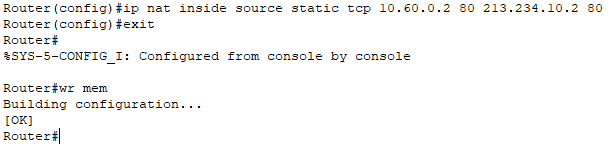 Router(config)#ip nat inside source static tcp 10.60.0.2 80 213.234.10.2 80
Router(config)#exit
Router#
%SYS-5-CONFIG_I: Configured from console by console
Router#wr mem
Building configuration...
[OK]
Router#